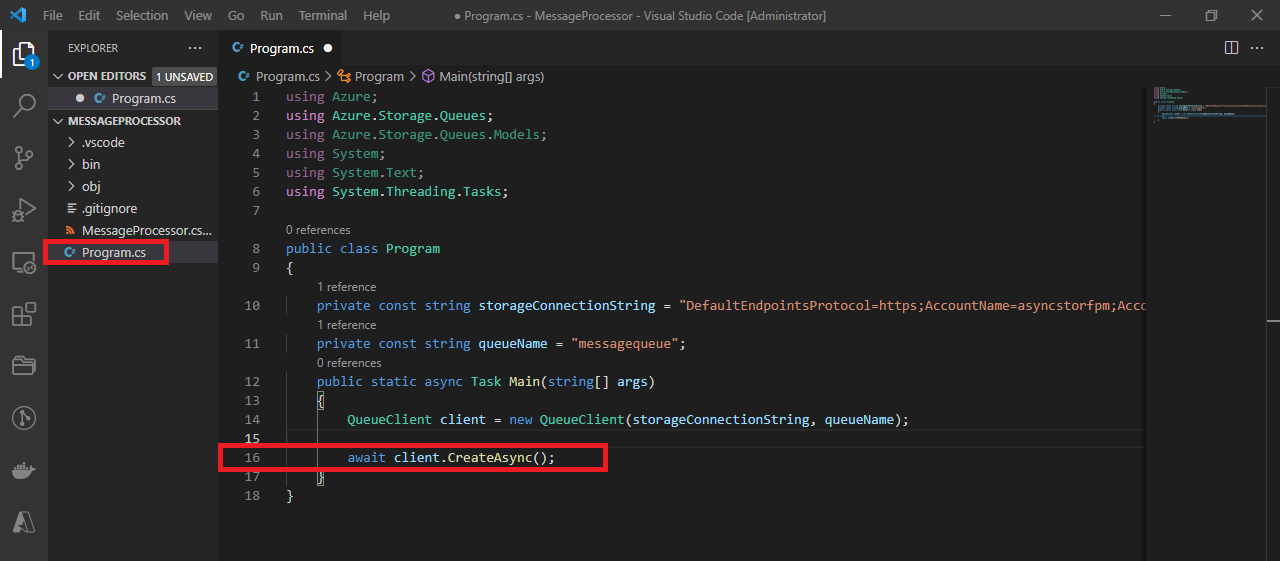 File Edit Selection View Go Run Terminal Help ● Program.cs - MessageProcessor - Visual Studio Code [Administrator]
EXPLORER ···
OPEN EDITORS 1 UNSAVED
● C# Program.cs
MESSAGEPROCESSOR
.vscode
bin
obj
.gitignore
MessageProcessor.cs...
C# Program.cs
1
C# Program.cs ●
C# Program.cs > Program > Main(string[] args)
1 using Azure;
2 using Azure.Storage.Queues;
3 using Azure.Storage.Queues.Models;
4 using System;
5 using System.Text;
6 using System.Threading.Tasks;
7
0 references
8 public class Program
9 {
1 reference
10 private const string storageConnectionString = "DefaultEndpointsProtocol=https;AccountName=asyncstorfpm;Acco
1 reference
11 private const string queueName = "messagequeue";
0 references
12 public static async Task Main(string[] args)
13 {
14 QueueClient client = new QueueClient(storageConnectionString, queueName);
15
16 await client.CreateAsync();
17 }
18 }